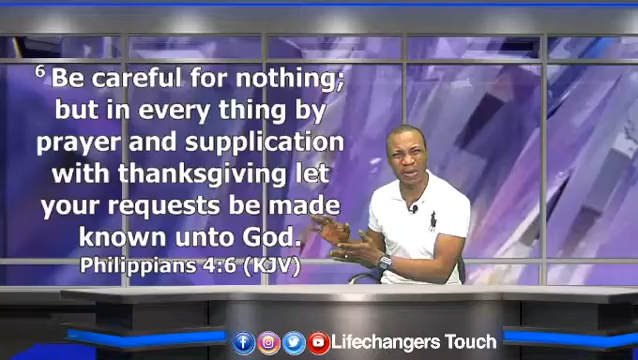 6 Be careful for nothing;
but in every thing by
prayer and supplication
with thanksgiving let
your requests be made
known unto God.
Philippians 4:6 (KJV)
Lifechangers Touch